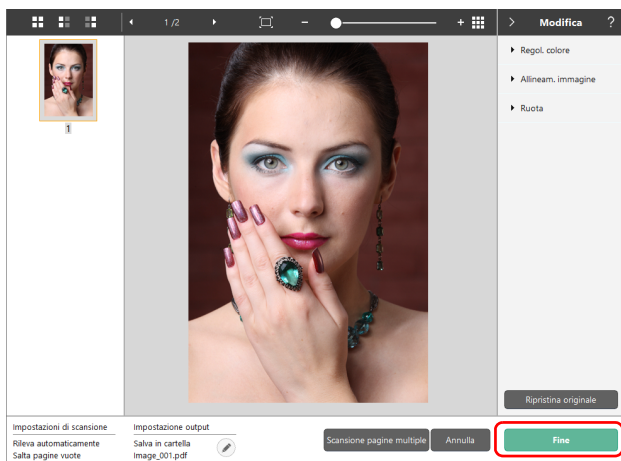 1 /2
Modifica
?
Regol. colore
Allineam. immagine
Ruota
1
Ripristina originale
Impostazioni di scansione
Impostazione output
Rileva automaticamente
Salva in cartella
Salta pagine vuote
Image_001.pdf
Scansione pagine multiple
Annulla
Fine